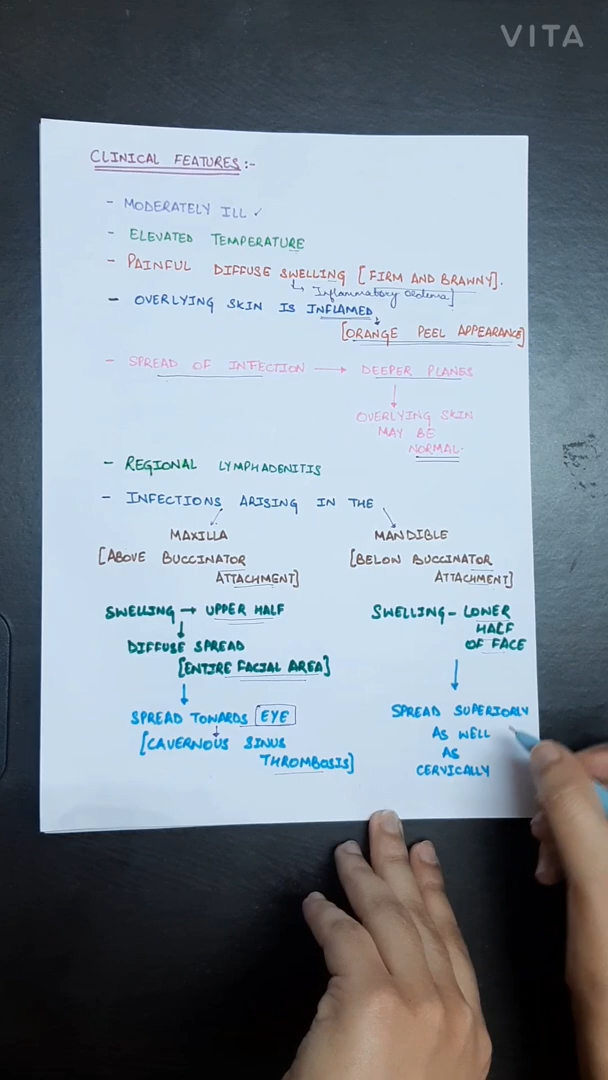 VITA
CLINICAL FEATURES:-
- MODERATELY ILL ✓
- ELEVATED TEMPERATURE
- PAINFUL DIFFUSE SWELLING [FIRM AND BRAWNY].
↳ Inflammatory Oedema]
- OVERLYING SKIN IS INFLAMED
[ORANGE PEEL APPEARANCE]
- SPREAD OF INFECTION → DEEPER PLANES
OVERLYING SKIN
MAY BE
NORMAL.
- REGIONAL LYMPHADENITIS
- INFECTIONS ARISING IN THE
MAXILLA
[ABOVE BUCCINATOR
ATTACHMENT]
SWELLING → UPPER HALF
DIFFUSE SPREAD
[ENTIRE FACIAL AREA]
SPREAD TOWARDS EYE
[CAVERNOUS SINUS
THROMBOSIS]
MANDIBLE
[BELOW BUCCINATOR
ATTACHMENT]
SWELLING - LOWER
HALF
OF FACE
SPREAD SUPERIORLY
AS WELL
AS
CERVICALLY